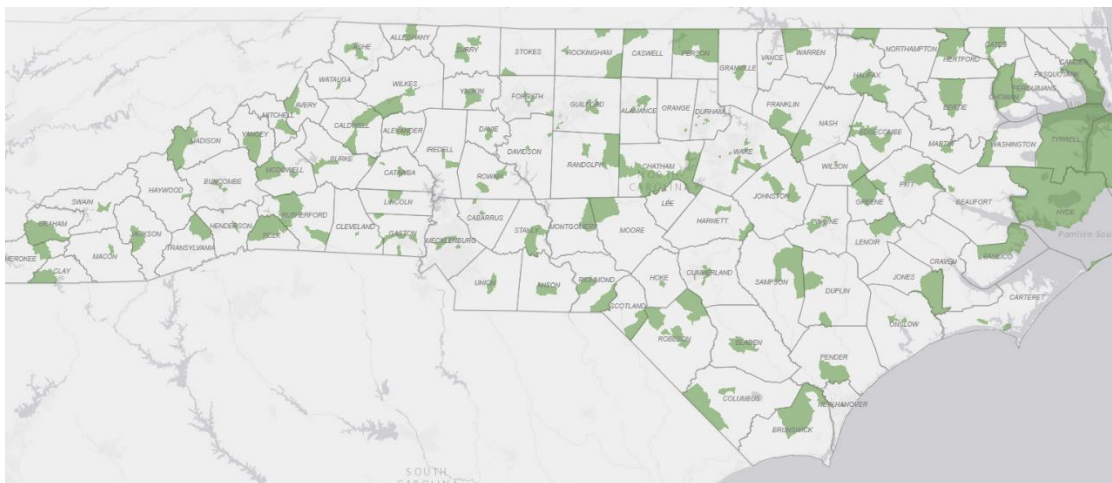 ALLEGHANY
ASHE
SURRY
STOKES
ROCKINGHAM
CASWELL
PERSON
GRANVILLE
VANCE
WARREN
NORTHAMPTON
HERTFORD
GATES
CAMDEN
PASQUOTANK
PERQUIMANS
CHOWAN
HALIFAX
BERTIE
WATAUGA
WILKES
YADKIN
FORSYTH
GUILFORD
ALAMANCE
ORANGE
DURHAM
FRANKLIN
NASH
EDGECOMBE
MARTIN
WASHINGTON
TYRRELL
AVERY
MITCHELL
CALDWELL
ALEXANDER
DAVIE
IREDELL
DAVIDSON
RANDOLPH
CHATHAM
NORTH
CAROLINA
WAKE
WILSON
PITT
BEAUFORT
HYDE
MADISON
YANCEY
BURKE
MCDOWELL
CATAWBA
ROWAN
JOHNSTON
GREENE
HAYWOOD
BUNCOMBE
SWAIN
RUTHERFORD
LINCOLN
CABARRUS
LEE
HARNETT
WAYNE
LENOIR
CRAVEN
PAMLICO
Pamlico Sou
GRAHAM
JACKSON
HENDERSON
POLK
CLEVELAND
GASTON
MECKLENBURG
STANLY
MONTGOMERY
MOORE
CHEROKEE
MACON
TRANSYLVANIA
CLAY
UNION
ANSON
RICHMOND
HOKE
CUMBERLAND
SAMPSON
DUPLIN
JONES
CARTERET
SCOTLAND
ROBESON
BLADEN
ONSLOW
PENDER
COLUMBUS
NEW HANOVER
BRUNSWICK
SOUTH
CAROLINA